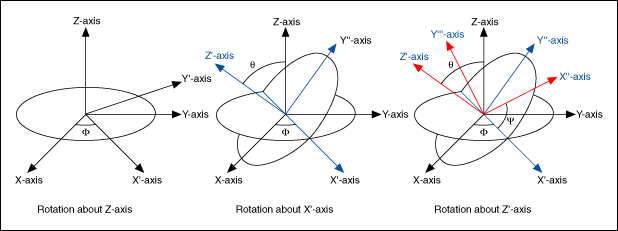 Z-axis
Y'-axis
Y-axis
Φ
X-axis
X'-axis
Rotation about Z-axis
Z-axis
Y"-axis
Z'-axis
θ
Y-axis
Φ
X-axis
X'-axis
Rotation about X'-axis
Z-axis
Y'''-axis
Y"-axis
Z'-axis
θ
X"-axis
Y-axis
Φ
Ψ
X-axis
X'-axis
Rotation about Z'-axis